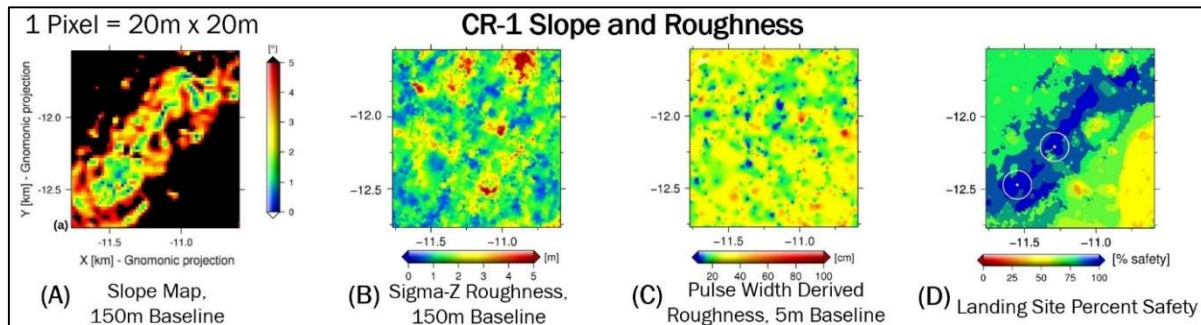 1 Pixel = 20m x 20m
CR-1 Slope and Roughness
[°]
5
4
3
2
1
0
Y [km] - Gnomonic projection
−12.0
−12.5
(a)
−11.5 −11.0
X [km] - Gnomonic projection
(A) Slope Map,
150m Baseline
−12.0
−12.5
−11.5 −11.0
0 1 2 3 4 5 [m]
(B) Sigma-Z Roughness,
150m Baseline
−12.0
−12.5
−11.5 −11.0
20 40 60 80 100 [cm]
(C) Pulse Width Derived
Roughness, 5m Baseline
−12.0
−12.5
−11.5 −11.0
0 25 50 75 100 [% safety]
(D) Landing Site Percent Safety